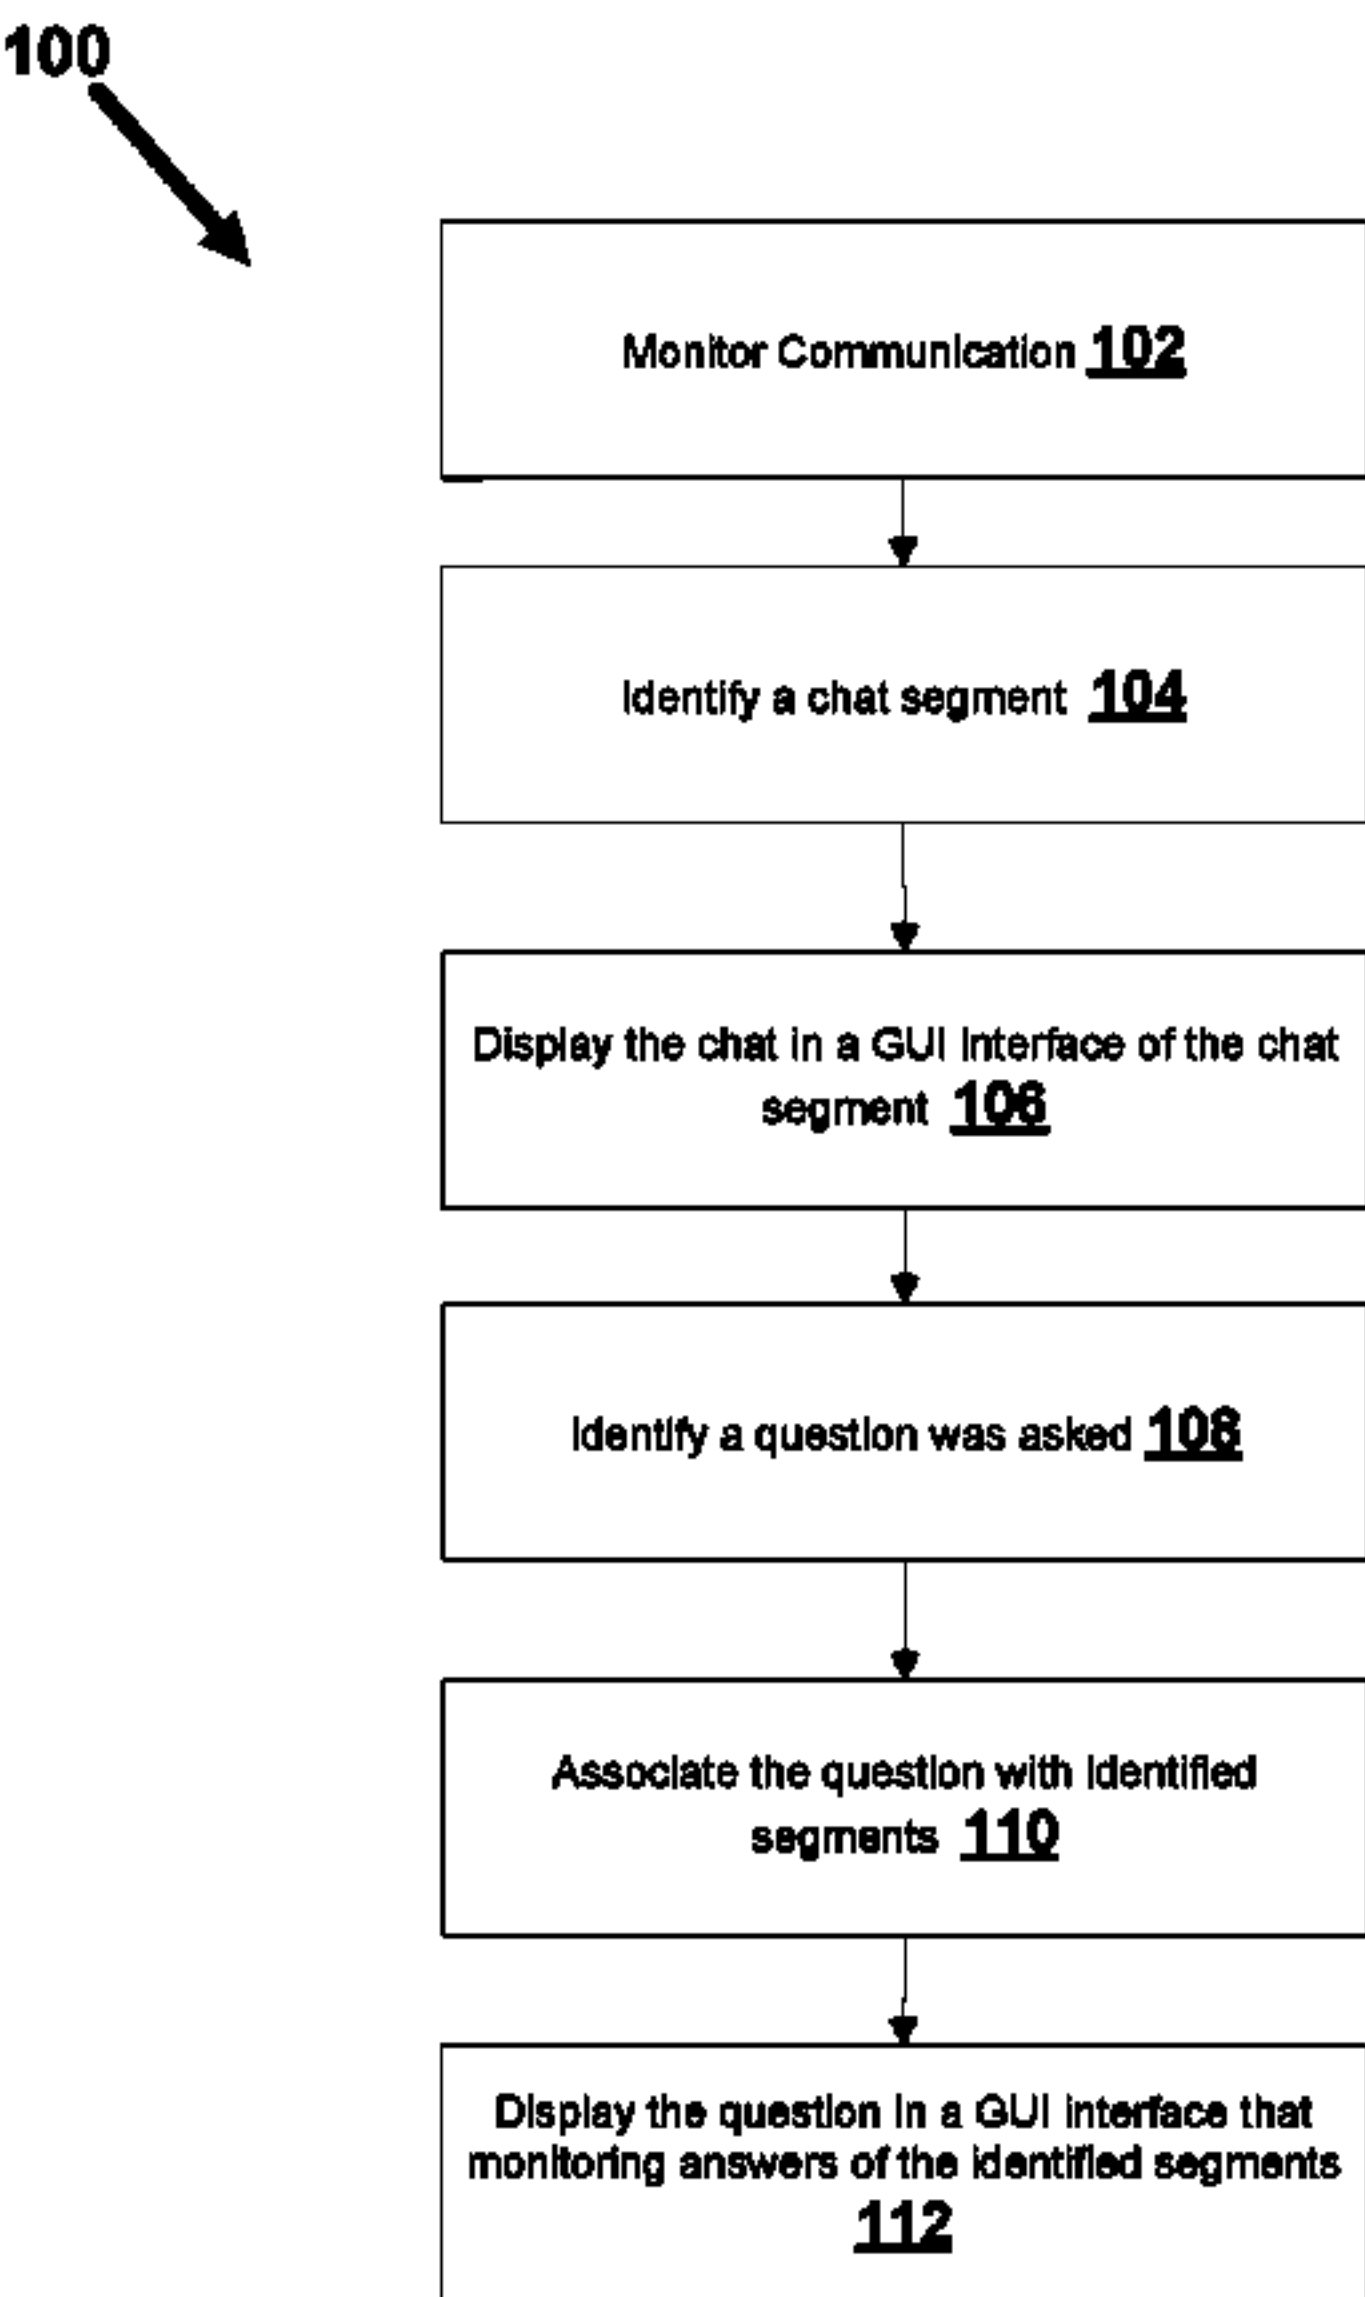 100
Monitor Communication 102
Identify a chat segment 104
Display the chat in a GUI interface of the chat
segment 106
Identify a question was asked 108
Associate the question with identified
segments 110
Display the question in a GUI interface that
monitoring answers of the identified segments
112